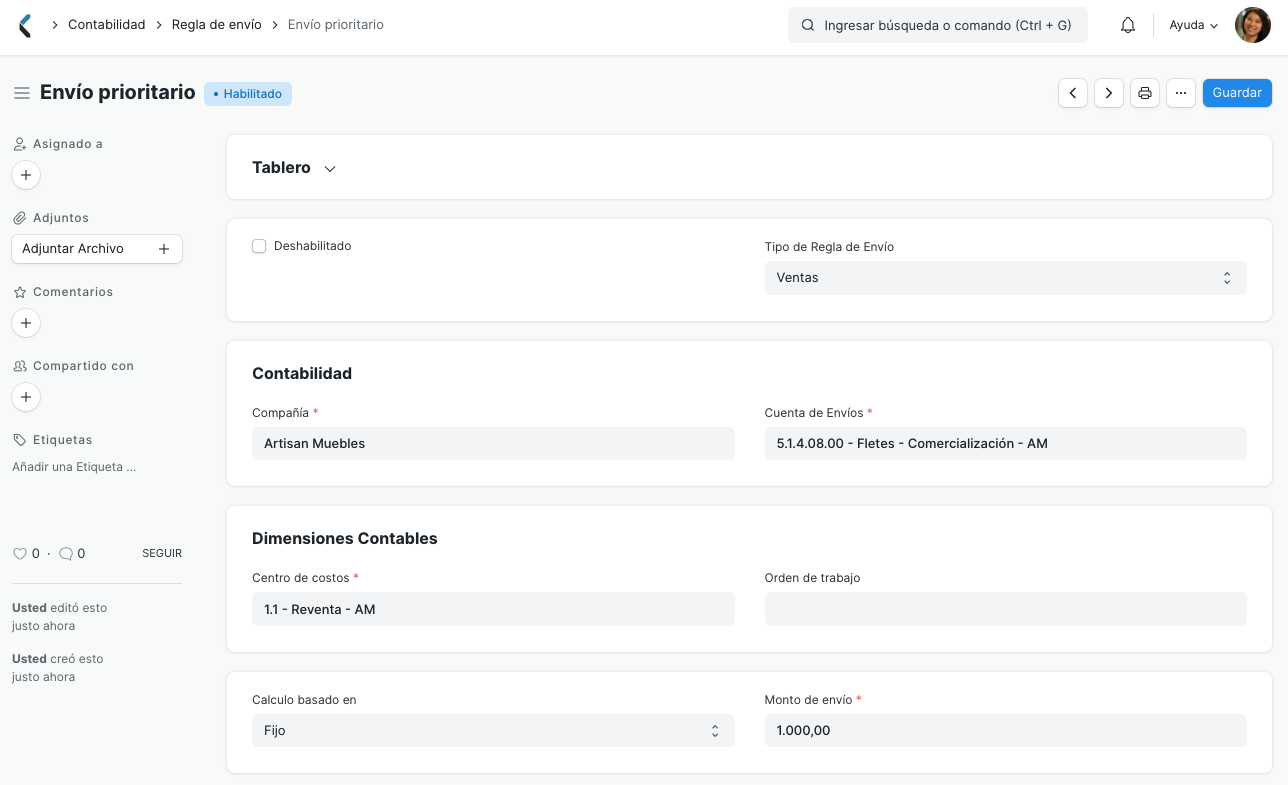 Contabilidad
Regla de envío
Envío prioritario
Ingresar búsqueda o comando (Ctrl + G)
Ayuda
Envío prioritario
Habilitado
Guardar
Asignado a
Adjuntos
Adjuntar Archivo
Comentarios
Compartido con
Etiquetas
Añadir una Etiqueta ...
0 · 0
SEGUIR
Usted editó esto
justo ahora
Usted creó esto
justo ahora
Tablero
Deshabilitado
Tipo de Regla de Envío
Ventas
Contabilidad
Compañía *
Artisan Muebles
Cuenta de Envíos *
5.1.4.08.00 - Fletes - Comercialización - AM
Dimensiones Contables
Centro de costos *
1.1 - Reventa - AM
Orden de trabajo
Calculo basado en
Fijo
Monto de envío *
1.000,00